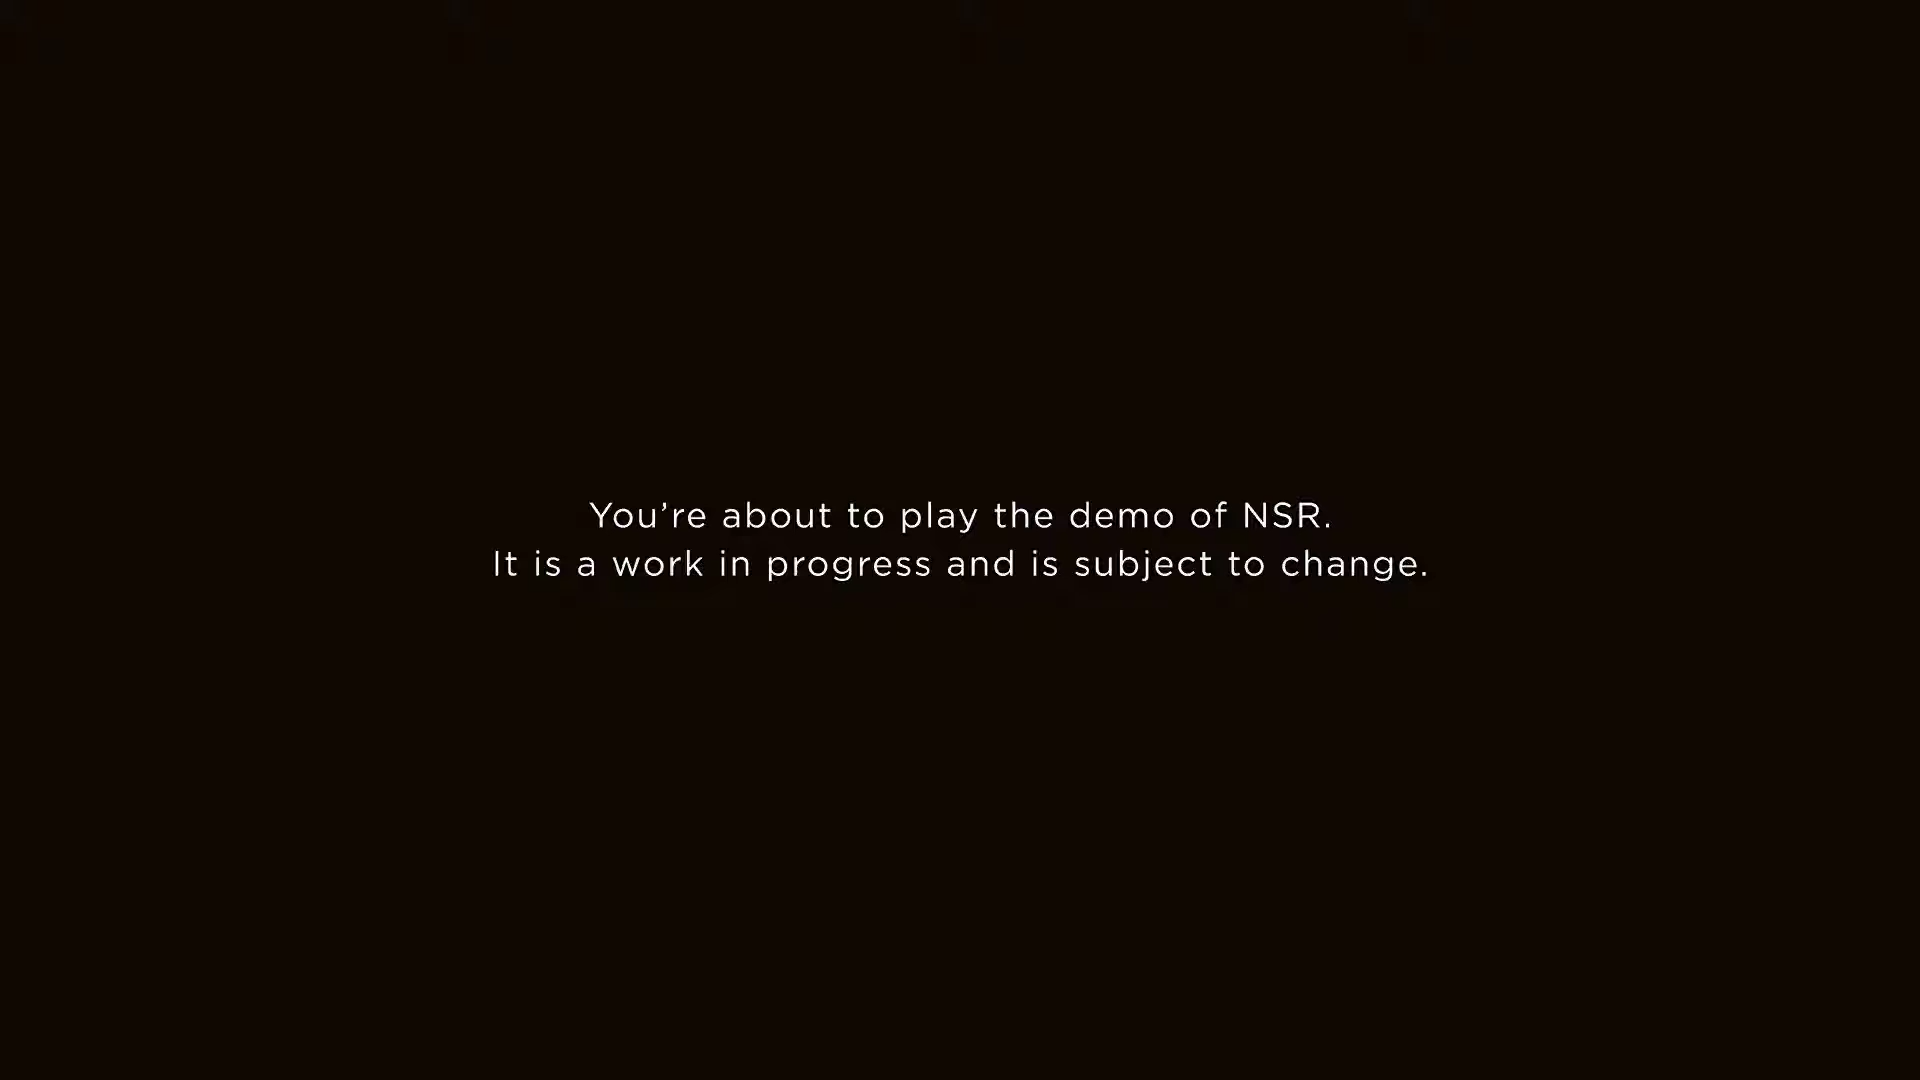 You’re about to play the demo of NSR.
It is a work in progress and is subject to change.